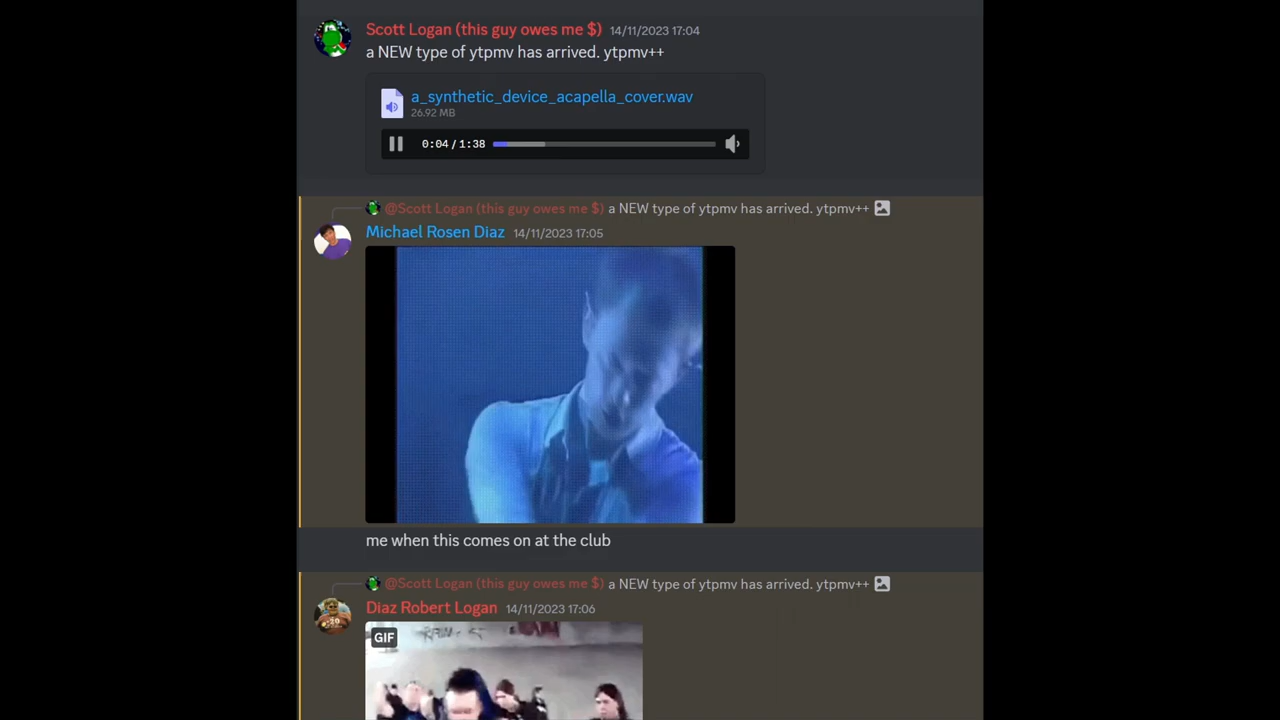 Scott Logan (this guy owes me $) 14/11/2023 17:04
a NEW type of ytpmv has arrived. ytpmv++
a_synthetic_device_acapella_cover.wav
26.92 MB
0:04 / 1:38
@Scott Logan (this guy owes me $) a NEW type of ytpmv has arrived. ytpmv++
Michael Rosen Diaz 14/11/2023 17:05
me when this comes on at the club
@Scott Logan (this guy owes me $) a NEW type of ytpmv has arrived. ytpmv++
Diaz Robert Logan 14/11/2023 17:06
GIF